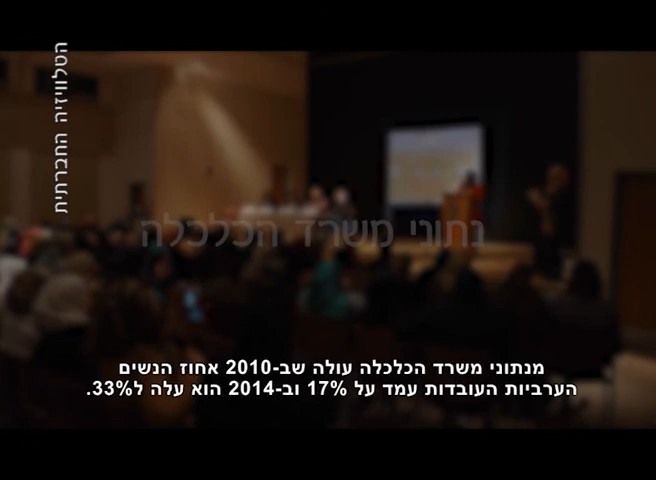 הטלוויזיה החברתית
נתוני משרד הכלכלה
מנתוני משרד הכלכלה עולה שב-2010 אחוז הנשים
הערביות העובדות עמד על 17% וב-2014 הוא עלה ל33%.